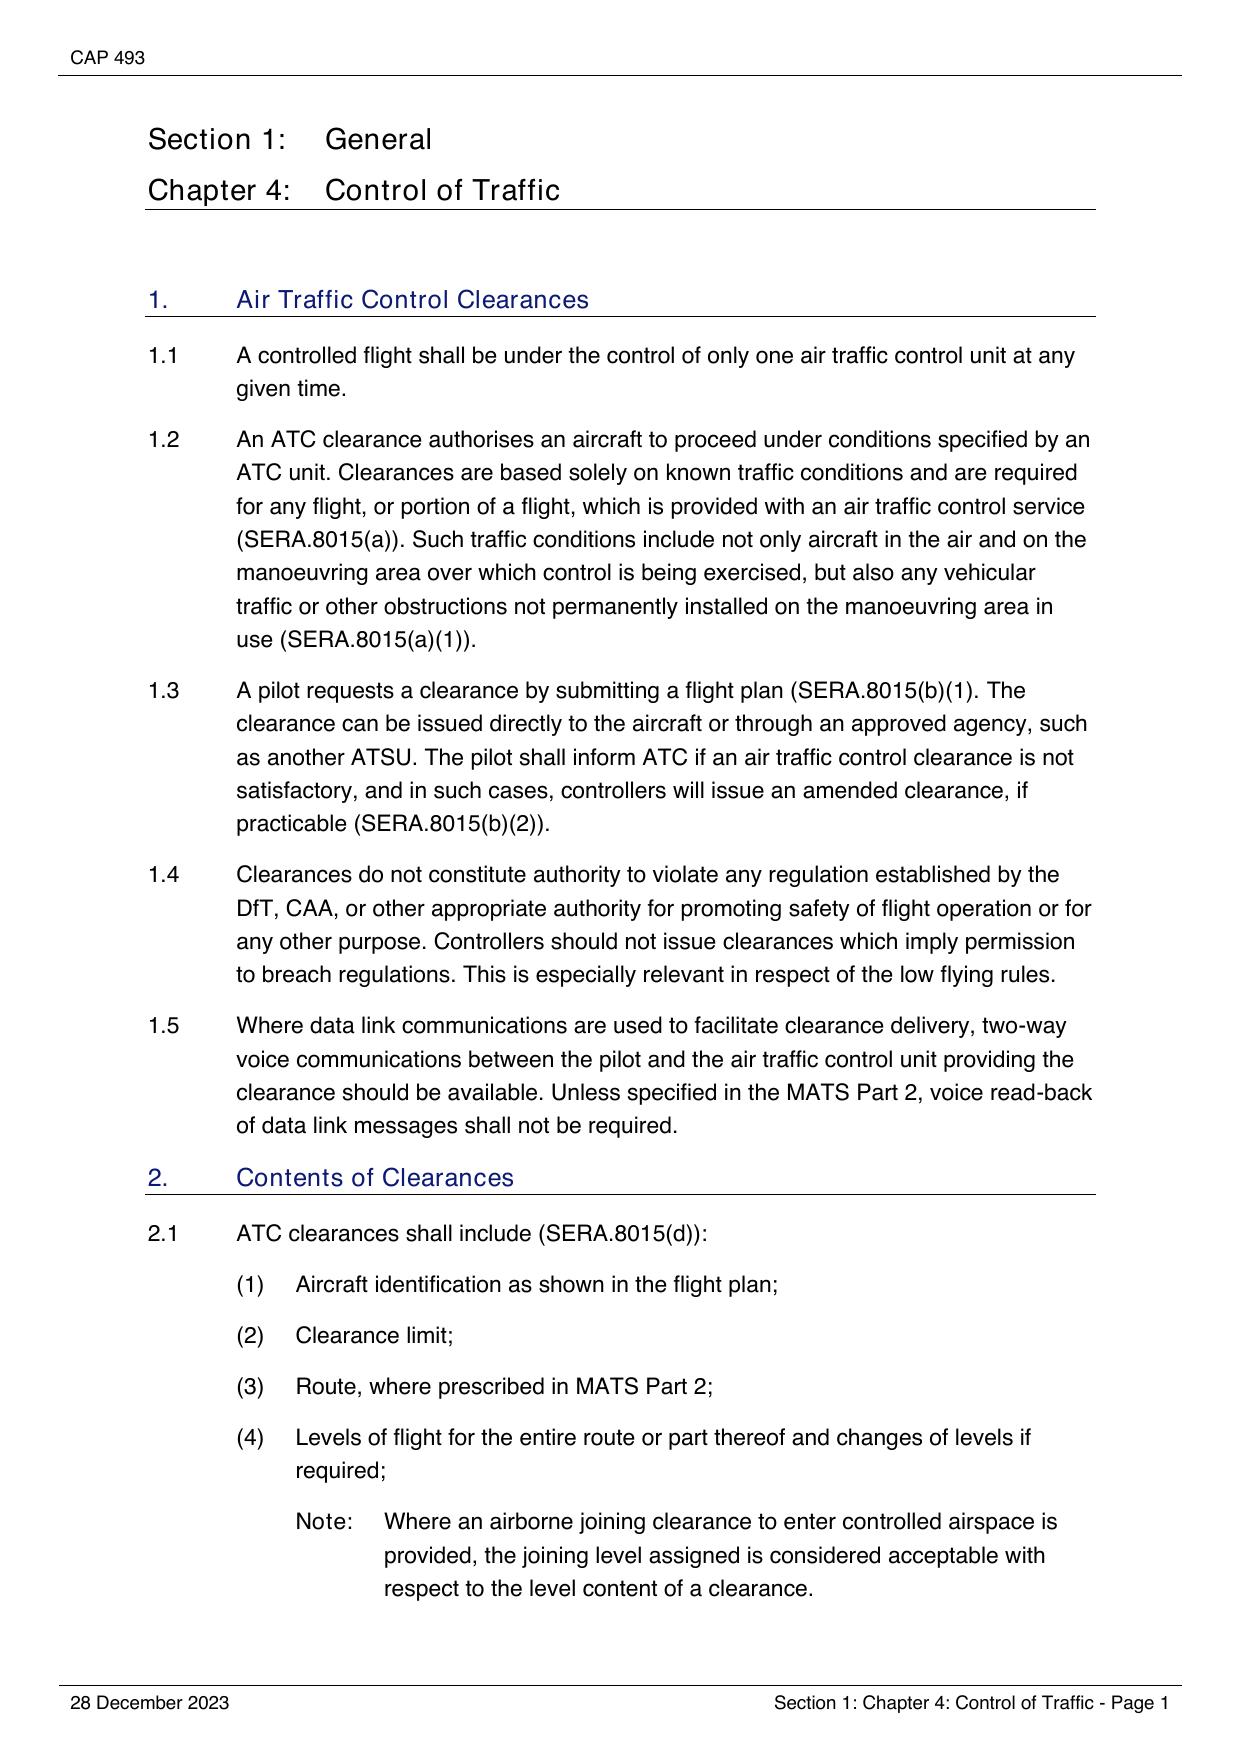 CAP 493
Section 1: General
Chapter 4: Control of Traffic
1. Air Traffic Control Clearances
1.1 A controlled flight shall be under the control of only one air traffic control unit at any
given time.
1.2 An ATC clearance authorises an aircraft to proceed under conditions specified by an
ATC unit. Clearances are based solely on known traffic conditions and are required
for any flight, or portion of a flight, which is provided with an air traffic control service
(SERA.8015(a)). Such traffic conditions include not only aircraft in the air and on the
manoeuvring area over which control is being exercised, but also any vehicular
traffic or other obstructions not permanently installed on the manoeuvring area in
use (SERA.8015(a)(1)).
1.3 A pilot requests a clearance by submitting a flight plan (SERA.8015(b)(1). The
clearance can be issued directly to the aircraft or through an approved agency, such
as another ATSU. The pilot shall inform ATC if an air traffic control clearance is not
satisfactory, and in such cases, controllers will issue an amended clearance, if
practicable (SERA.8015(b)(2)).
1.4 Clearances do not constitute authority to violate any regulation established by the
DfT, CAA, or other appropriate authority for promoting safety of flight operation or for
any other purpose. Controllers should not issue clearances which imply permission
to breach regulations. This is especially relevant in respect of the low flying rules.
1.5 Where data link communications are used to facilitate clearance delivery, two-way
voice communications between the pilot and the air traffic control unit providing the
clearance should be available. Unless specified in the MATS Part 2, voice read-back
of data link messages shall not be required.
2. Contents of Clearances
2.1 ATC clearances shall include (SERA.8015(d)):
(1) Aircraft identification as shown in the flight plan;
(2) Clearance limit;
(3) Route, where prescribed in MATS Part 2;
(4) Levels of flight for the entire route or part thereof and changes of levels if
required;
Note: Where an airborne joining clearance to enter controlled airspace is
provided, the joining level assigned is considered acceptable with
respect to the level content of a clearance.
28 December 2023 Section 1: Chapter 4: Control of Traffic - Page 1